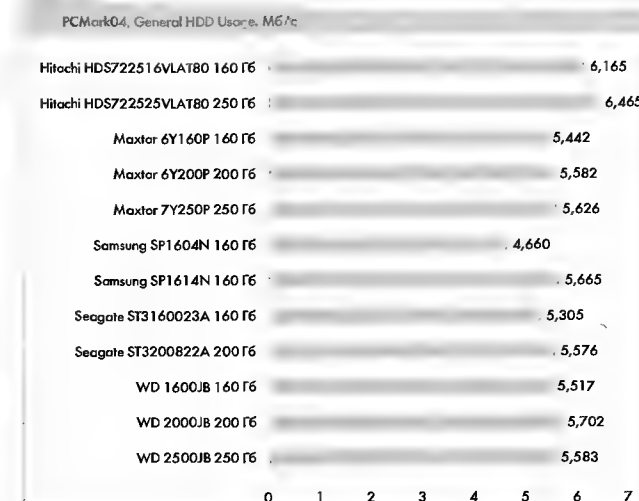 PCMark04, General HDD Usage, Мб/с
Hitachi HDS722516VLAT80 160 Гб 6,165
Hitachi HDS722525VLAT80 250 Гб 6,465
Maxtor 6Y160P 160 Гб 5,442
Maxtor 6Y200P 200 Гб 5,582
Maxtor 7Y250P 250 Гб 5,626
Samsung SP1604N 160 Гб 4,660
Samsung SP1614N 160 Гб 5,665
Seagate ST3160023A 160 Гб 5,305
Seagate ST3200822A 200 Гб 5,576
WD 1600JB 160 Гб 5,517
WD 2000JB 200 Гб 5,702
WD 2500JB 250 Гб 5,583
0 1 2 3 4 5 6 7